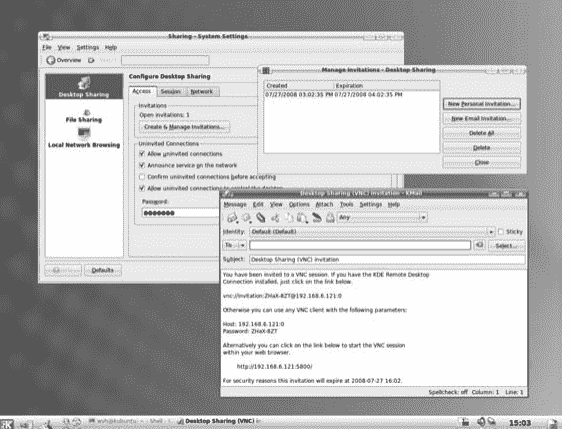 Sharing - System Settings
File View Settings Help
Overview
Desktop Sharing
File Sharing
Local Network Browsing
Configure Desktop Sharing
Access Session Network
Invitations
Open invitations: 1
Create & Manage Invitations...
Uninvited Connections
Allow uninvited connections
Announce service on the network
Confirm uninvited connections before accepting
Allow uninvited connections to control the desktop
Password:
Defaults
Manage Invitations - Desktop Sharing
Created Expiration
07/27/2008 03:02:35 PM 07/27/2008 04:02:35 PM
New Personal Invitation...
New Email Invitation...
Delete All
Delete
Close
Desktop Sharing (VNC) invitation - KMail
Message Edit View Options Attach Tools Settings Help
Any
Identity: Default (Default) Sticky
To Select...
Subject: Desktop Sharing (VNC) invitation
You have been invited to a VNC session. If you have the KDE Remote Desktop
Connection installed, just click on the link below.
vnc://invitation:ZHaX-8ZT@192.168.6.121:0
Otherwise you can use any VNC client with the following parameters:
Host: 192.168.6.121:0
Password: ZHaX-8ZT
Alternatively you can click on the link below to start the VNC session
within your web browser.
http://192.168.6.121:5800/
For security reasons this invitation will expire at 2008-07-27 16:02.
Spellcheck: off Column: 1 Line: 1
Desktop Sharing (VNC) in
15:03